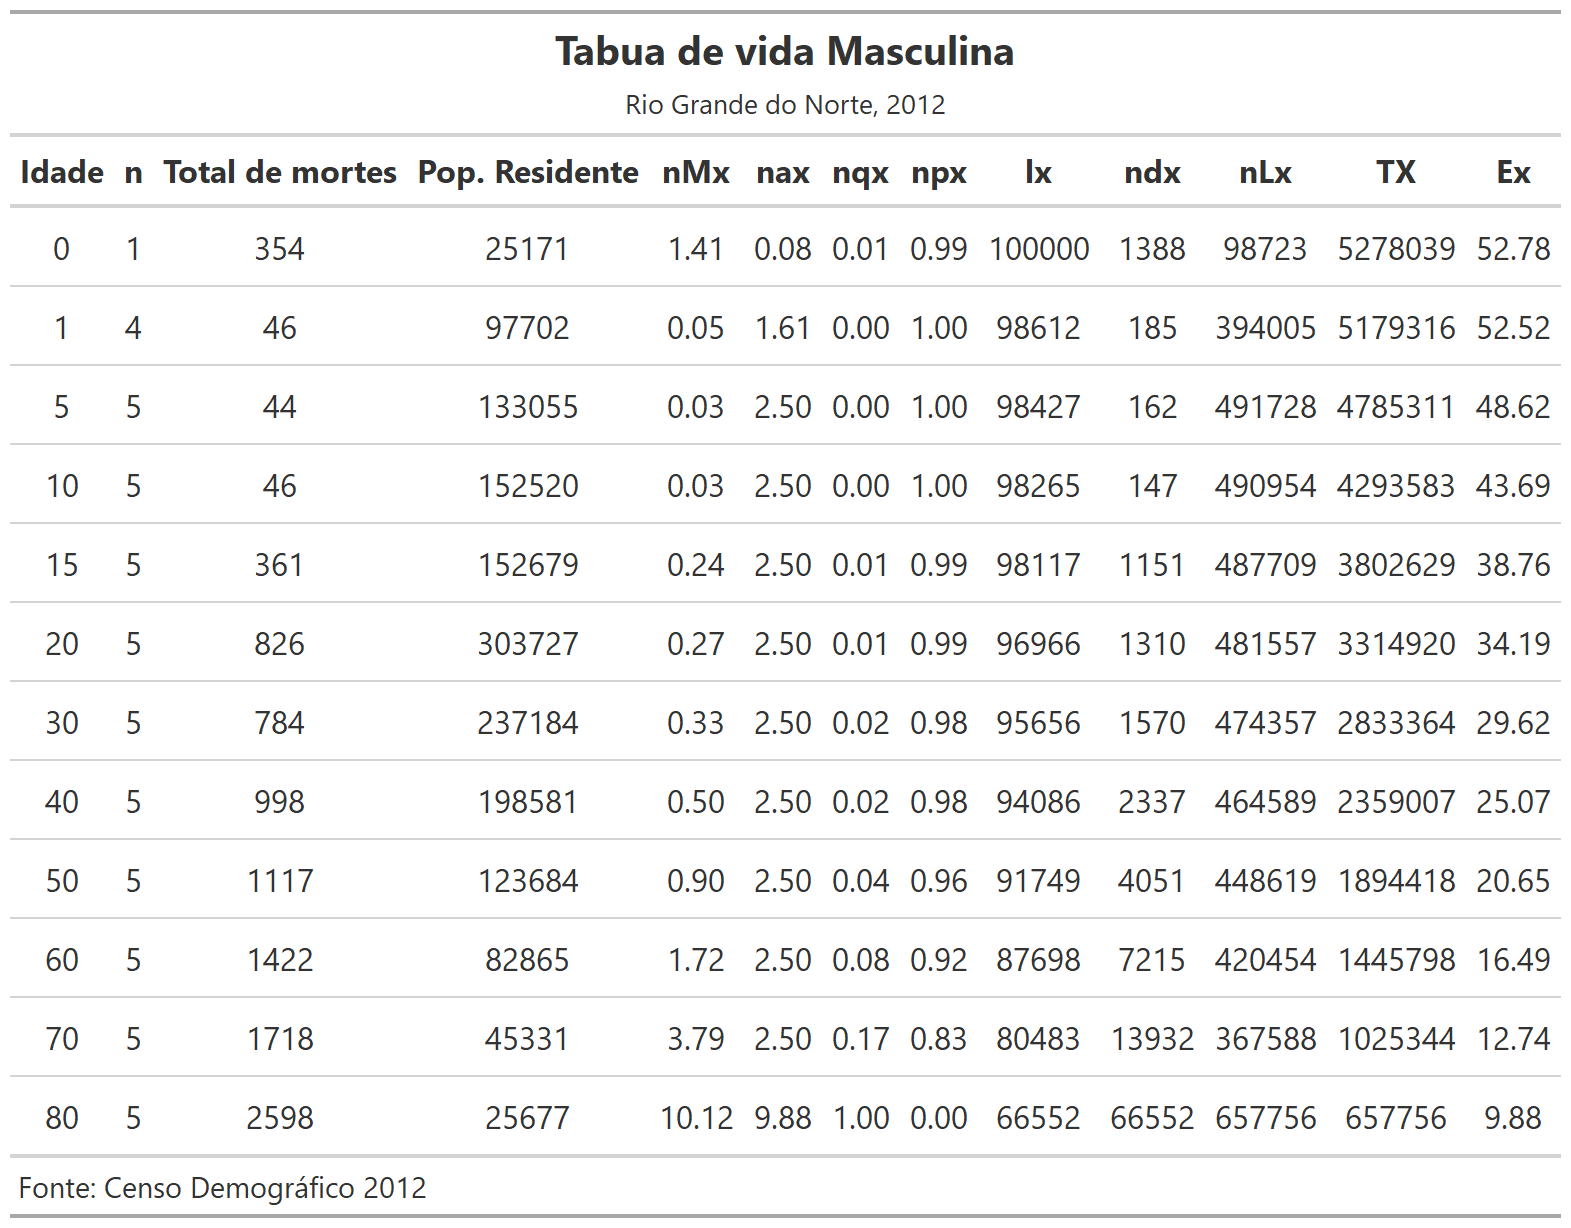 Tabua de vida Masculina
Rio Grande do Norte, 2012
Idade n Total de mortes Pop. Residente nMx nax nqx npx lx ndx nLx TX Ex
0 1 354 25171 1.41 0.08 0.01 0.99 100000 1388 98723 5278039 52.78
1 4 46 97702 0.05 1.61 0.00 1.00 98612 185 394005 5179316 52.52
5 5 44 133055 0.03 2.50 0.00 1.00 98427 162 491728 4785311 48.62
10 5 46 152520 0.03 2.50 0.00 1.00 98265 147 490954 4293583 43.69
15 5 361 152679 0.24 2.50 0.01 0.99 98117 1151 487709 3802629 38.76
20 5 826 303727 0.27 2.50 0.01 0.99 96966 1310 481557 3314920 34.19
30 5 784 237184 0.33 2.50 0.02 0.98 95656 1570 474357 2833364 29.62
40 5 998 198581 0.50 2.50 0.02 0.98 94086 2337 464589 2359007 25.07
50 5 1117 123684 0.90 2.50 0.04 0.96 91749 4051 448619 1894418 20.65
60 5 1422 82865 1.72 2.50 0.08 0.92 87698 7215 420454 1445798 16.49
70 5 1718 45331 3.79 2.50 0.17 0.83 80483 13932 367588 1025344 12.74
80 5 2598 25677 10.12 9.88 1.00 0.00 66552 66552 657756 657756 9.88
Fonte: Censo Demográfico 2012